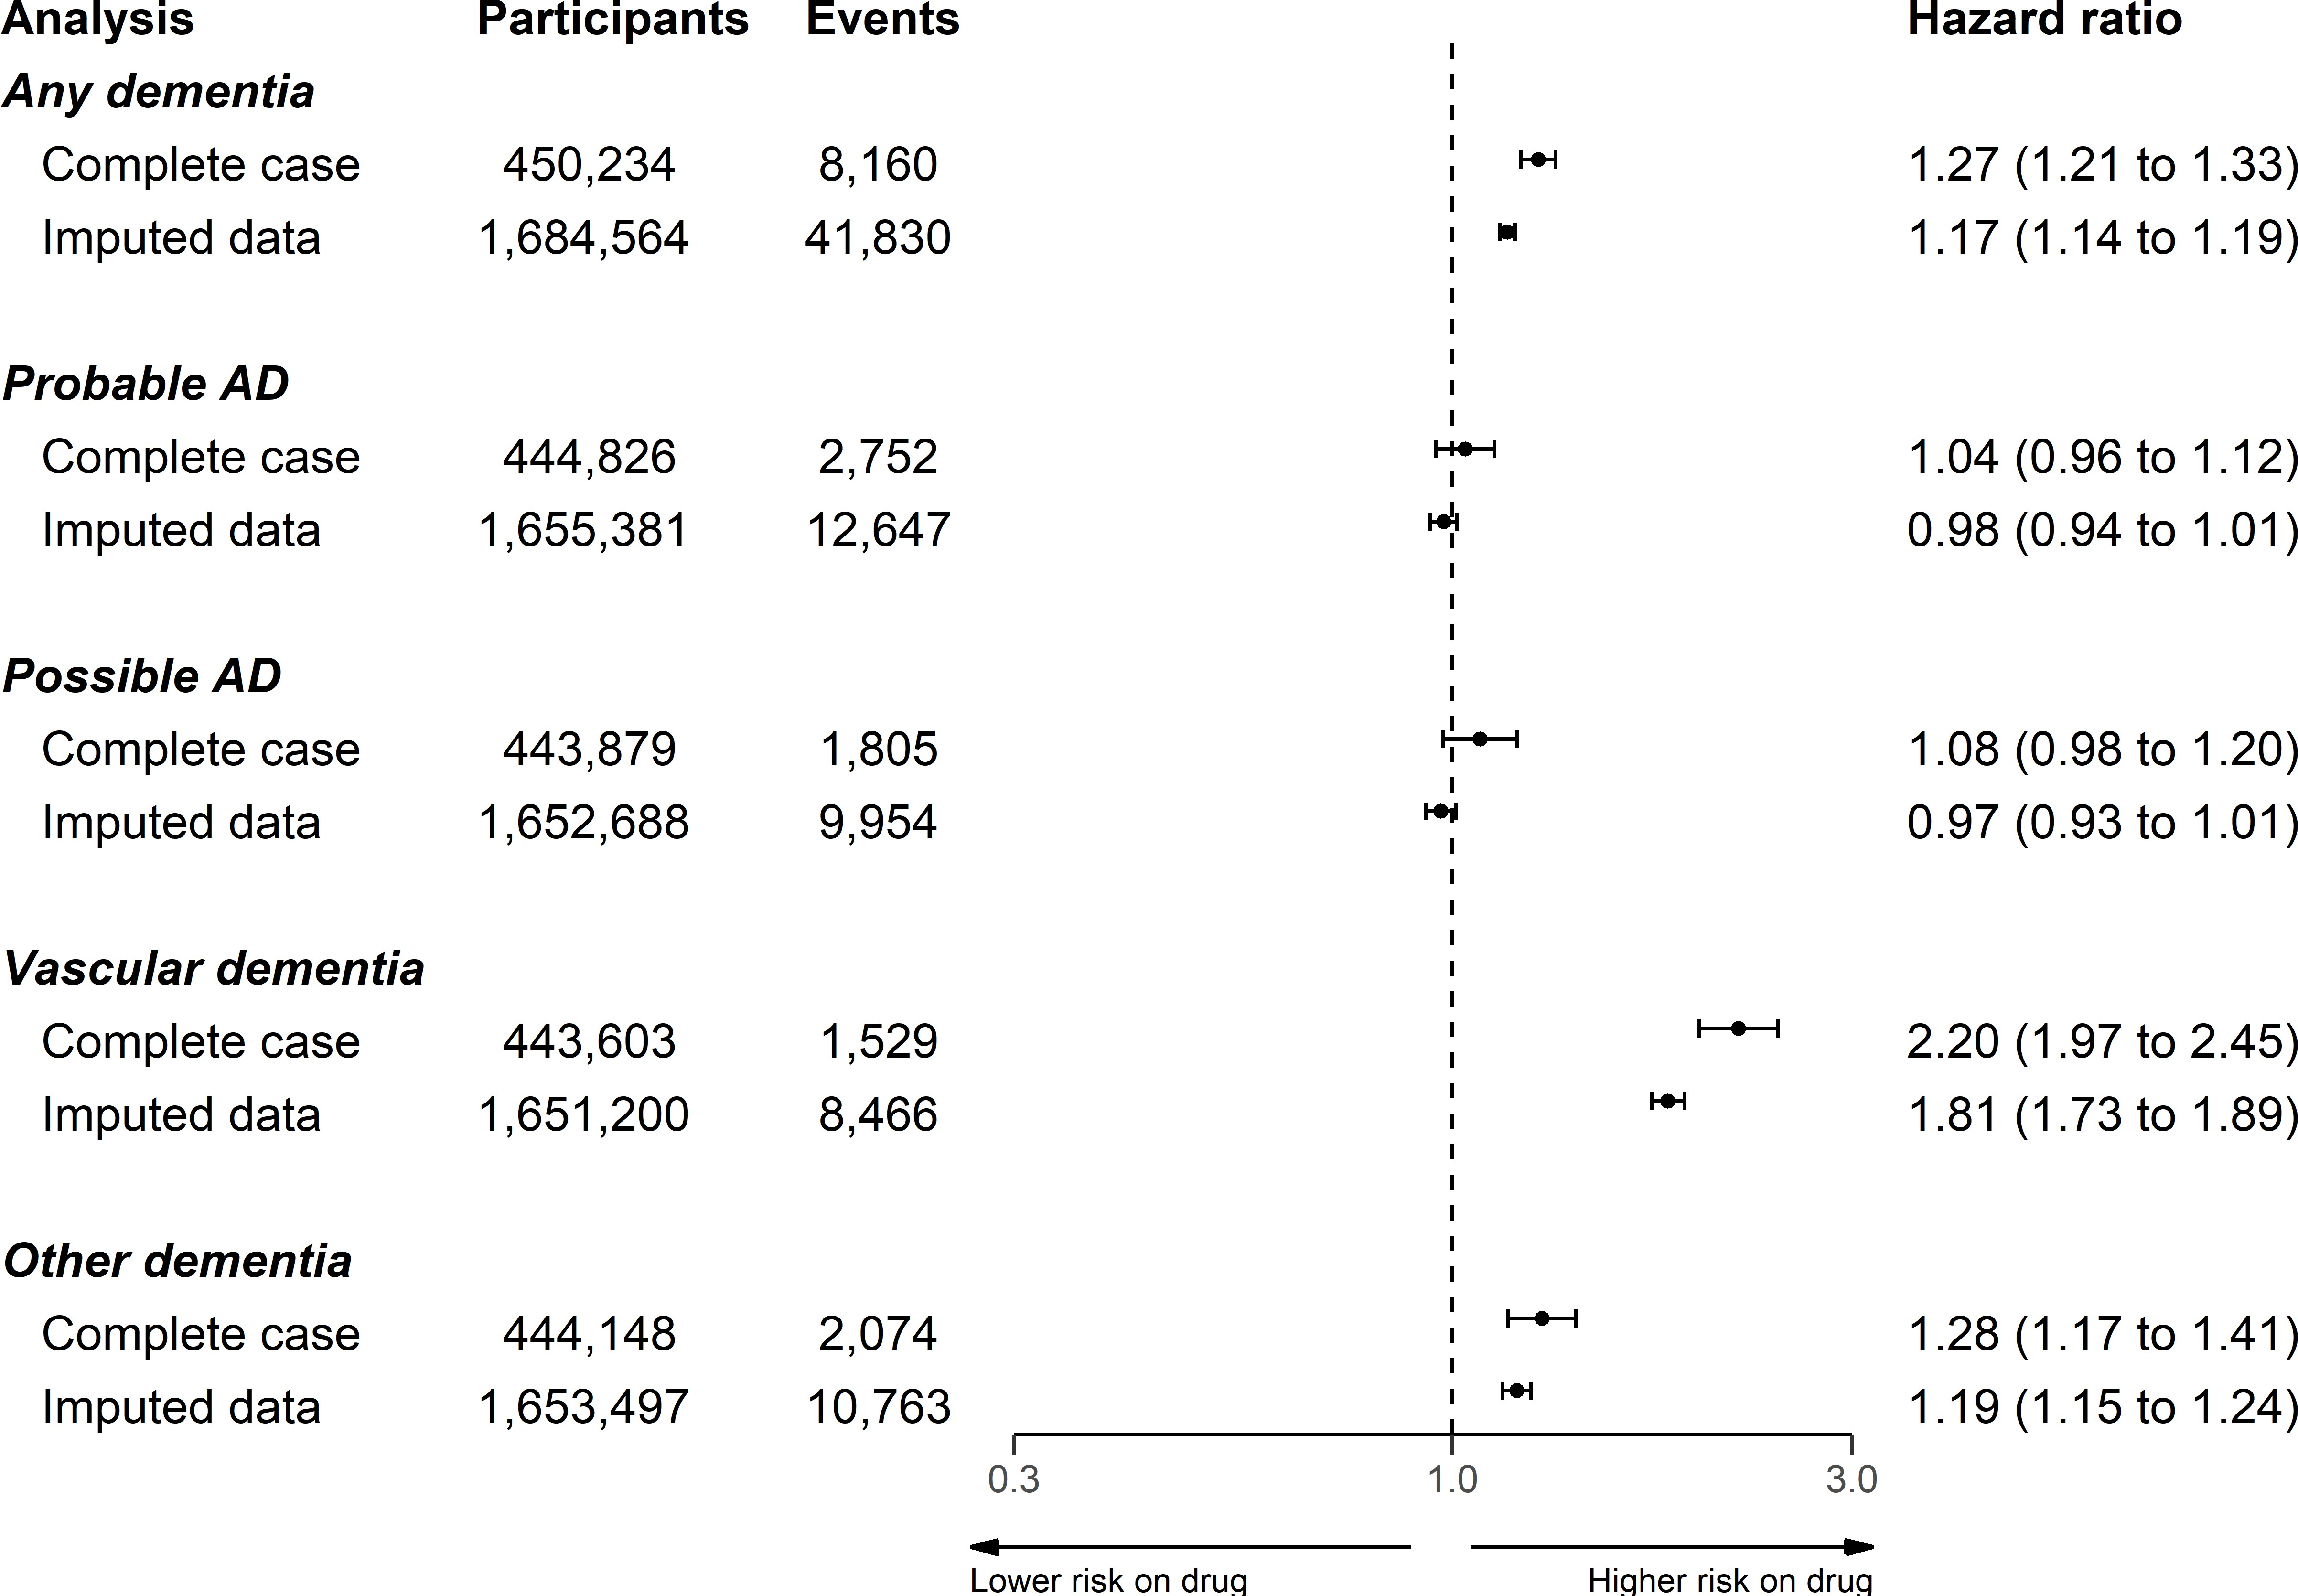 Analysis Participants Events Hazard ratio
Any dementia
Complete case 450,234 8,160 1.27 (1.21 to 1.33)
Imputed data 1,684,564 41,830 1.17 (1.14 to 1.19)
Probable AD
Complete case 444,826 2,752 1.04 (0.96 to 1.12)
Imputed data 1,655,381 12,647 0.98 (0.94 to 1.01)
Possible AD
Complete case 443,879 1,805 1.08 (0.98 to 1.20)
Imputed data 1,652,688 9,954 0.97 (0.93 to 1.01)
Vascular dementia
Complete case 443,603 1,529 2.20 (1.97 to 2.45)
Imputed data 1,651,200 8,466 1.81 (1.73 to 1.89)
Other dementia
Complete case 444,148 2,074 1.28 (1.17 to 1.41)
Imputed data 1,653,497 10,763 1.19 (1.15 to 1.24)
0.3 1.0 3.0
Lower risk on drug Higher risk on drug